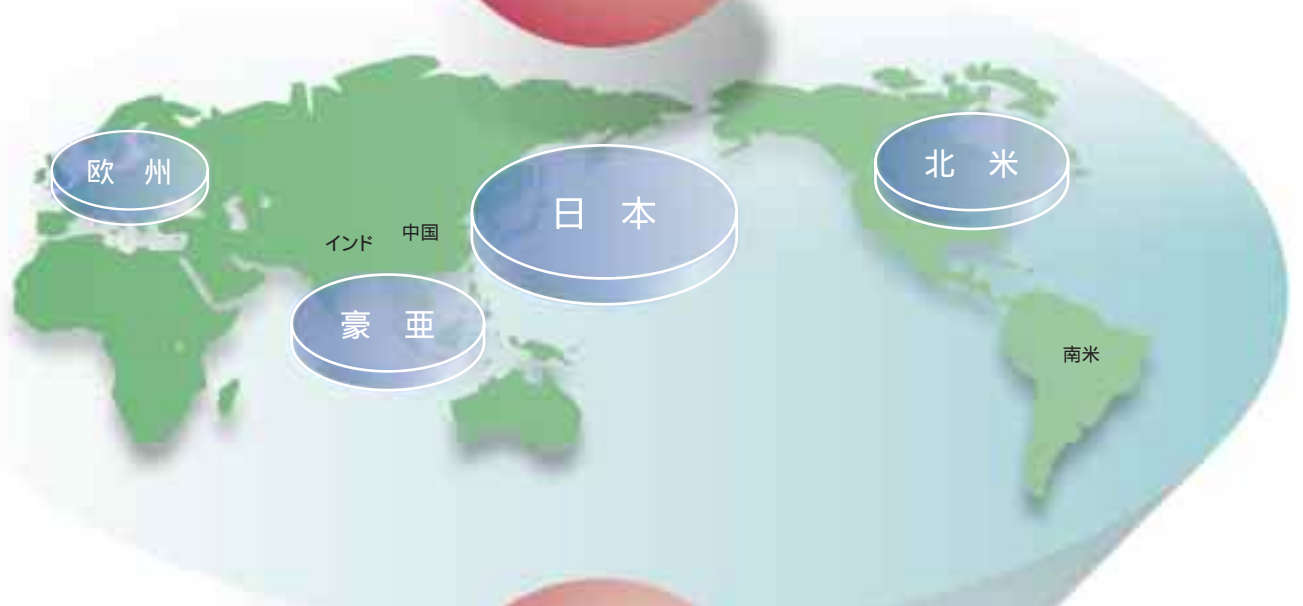 欧 州
北 米
日 本
中国
インド
豪 亜
南米